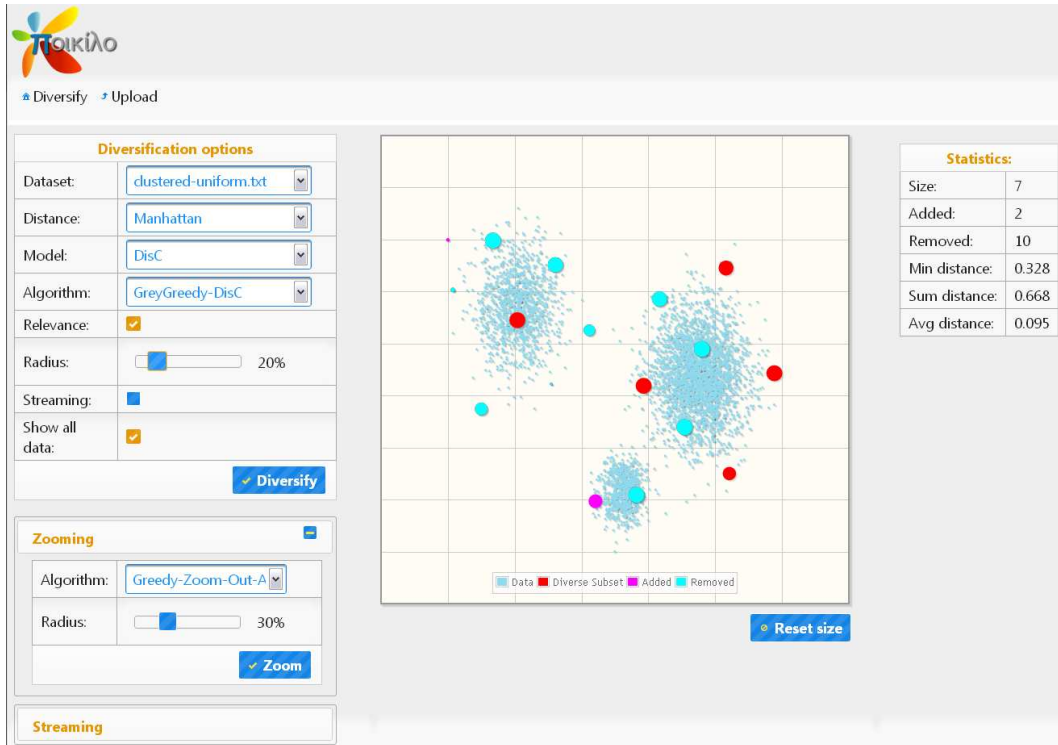 ποικίλο
Diversify Upload
Diversification options
Dataset: clustered-uniform.txt
Distance: Manhattan
Model: DisC
Algorithm: GreyGreedy-DisC
Relevance:
Radius: 20%
Streaming:
Show all
data:
Diversify
Zooming
Algorithm: Greedy-Zoom-Out-A
Radius: 30%
Zoom
Streaming
Data Diverse Subset Added Removed
Reset size
Statistics:
Size: 7
Added: 2
Removed: 10
Min distance: 0.328
Sum distance: 0.668
Avg distance: 0.095